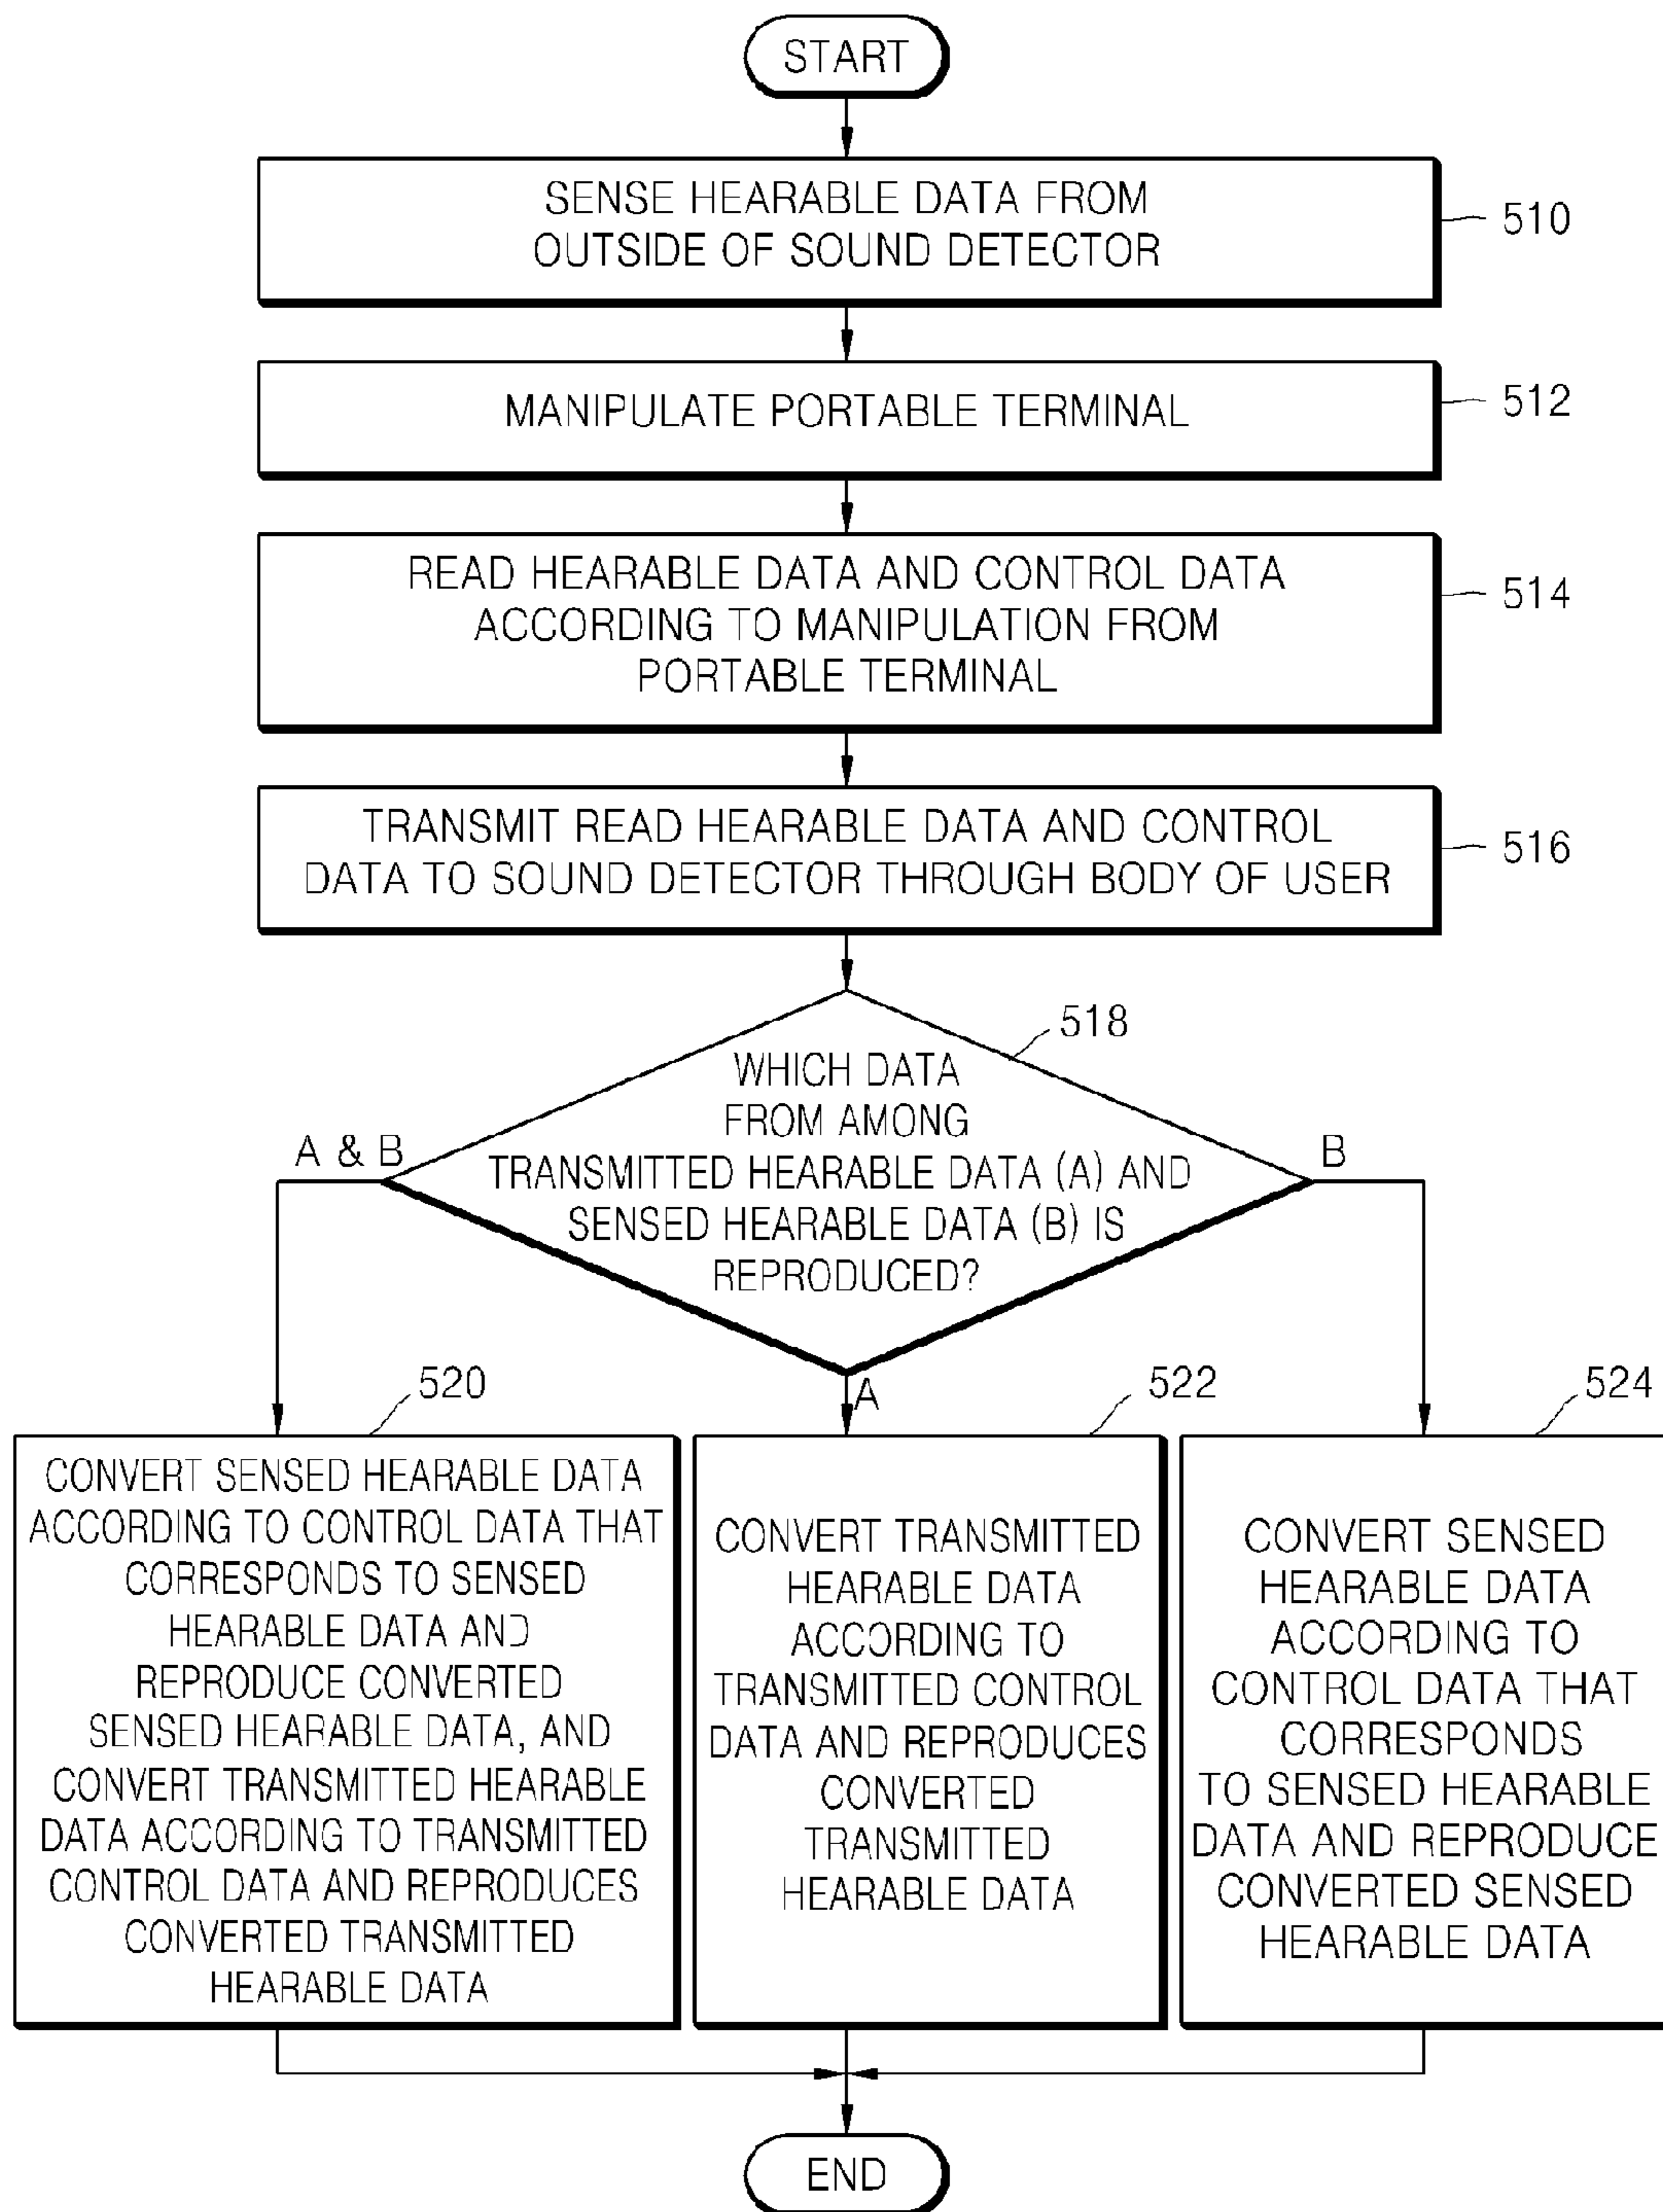 START
SENSE HEARABLE DATA FROM
OUTSIDE OF SOUND DETECTOR
510
MANIPULATE PORTABLE TERMINAL
512
READ HEARABLE DATA AND CONTROL DATA
ACCORDING TO MANIPULATION FROM
PORTABLE TERMINAL
514
TRANSMIT READ HEARABLE DATA AND CONTROL
DATA TO SOUND DETECTOR THROUGH BODY OF USER
516
518
WHICH DATA
FROM AMONG
TRANSMITTED HEARABLE DATA (A) AND
SENSED HEARABLE DATA (B) IS
REPRODUCED?
A & B
B
A
520
CONVERT SENSED HEARABLE DATA
ACCORDING TO CONTROL DATA THAT
CORRESPONDS TO SENSED
HEARABLE DATA AND
REPRODUCE CONVERTED
SENSED HEARABLE DATA, AND
CONVERT TRANSMITTED HEARABLE
DATA ACCORDING TO TRANSMITTED
CONTROL DATA AND REPRODUCES
CONVERTED TRANSMITTED
HEARABLE DATA
522
CONVERT TRANSMITTED
HEARABLE DATA
ACCORDING TO
TRANSMITTED CONTROL
DATA AND REPRODUCES
CONVERTED
TRANSMITTED
HEARABLE DATA
524
CONVERT SENSED
HEARABLE DATA
ACCORDING TO
CONTROL DATA THAT
CORRESPONDS
TO SENSED HEARABLE
DATA AND REPRODUCE
CONVERTED SENSED
HEARABLE DATA
END